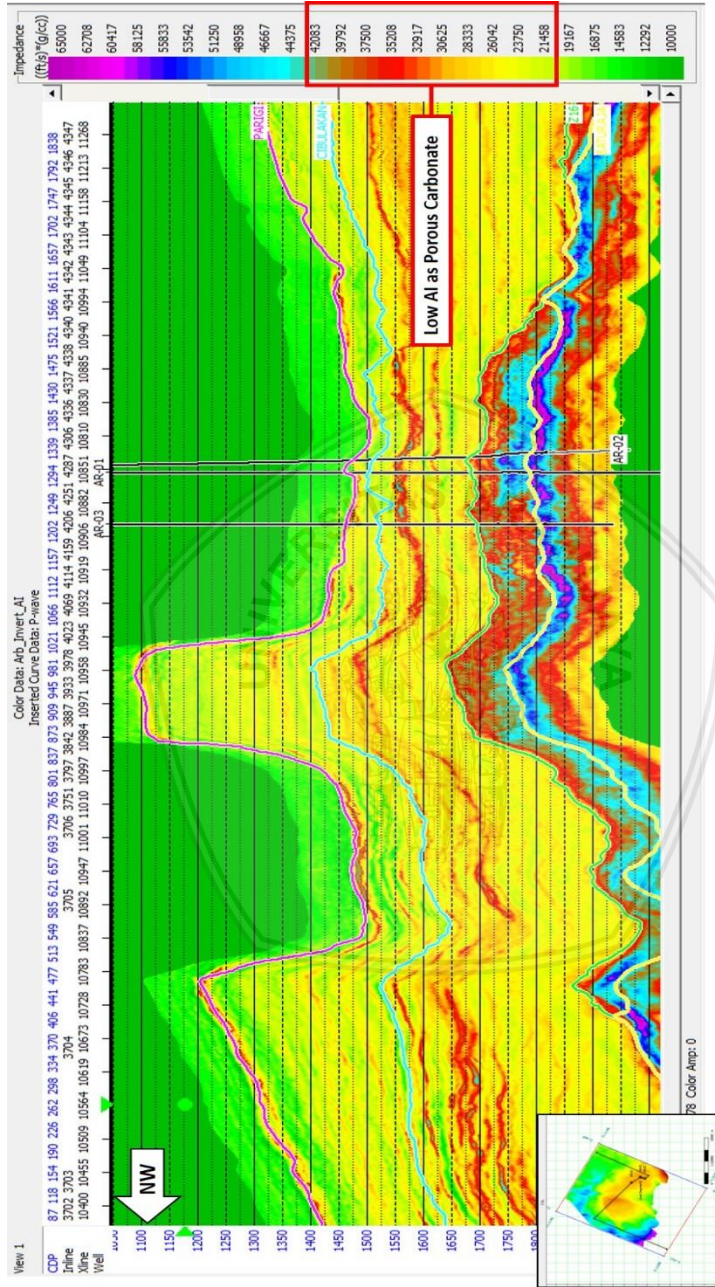 View 1
Color Data: Arb_Invert_AI
Inserted Curve Data: P-wave
CDP 87 118 154 190 226 262 298 334 370 406 441 477 513 549 585 621 657 693 729 765 801 837 873 909 945 981 1021 1066 1112 1157 1202 1249 1294 1339 1385 1430 1475 1521 1566 1611 1657 1702 1747 1792 1838
Inline 3702 3703 3704 3705 3706 3751 3797 3842 3887 3933 3978 4023 4069 4114 4159 4206 4251 4287 4306 4336 4337 4338 4340 4341 4342 4343 4344 4345 4346 4347
Xline 10400 10455 10509 10564 10619 10673 10728 10783 10837 10892 10947 11001 11010 10997 10984 10971 10958 10945 10932 10919 10906 10882 10851 10810 10830 10885 10940 10994 11049 11104 11158 11213 11268
Well AR-03 AR-01
NW
1100
1150
1200
1250
1300
1350
1400
1450
1500
1550
1600
1650
1700
1750
PARIGI
CIBULAKAN
Z16
AR-02
Low AI as Porous Carbonate
Impedance
((ft/s)*(g/cc))
65000
62708
60417
58125
55833
53542
51250
48958
46667
44375
42083
39792
37500
35208
32917
30625
28333
26042
23750
21458
19167
16875
14583
12292
10000
78 Color Amp: 0